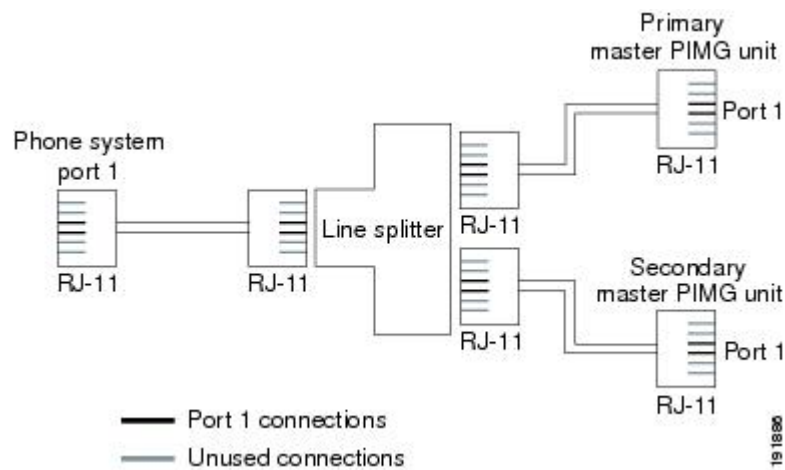 Primary
master PIMG unit
Port 1
RJ-11
Phone system
port 1
RJ-11
RJ-11
Line splitter
RJ-11
RJ-11
Secondary
master PIMG unit
Port 1
RJ-11
Port 1 connections
Unused connections
191886